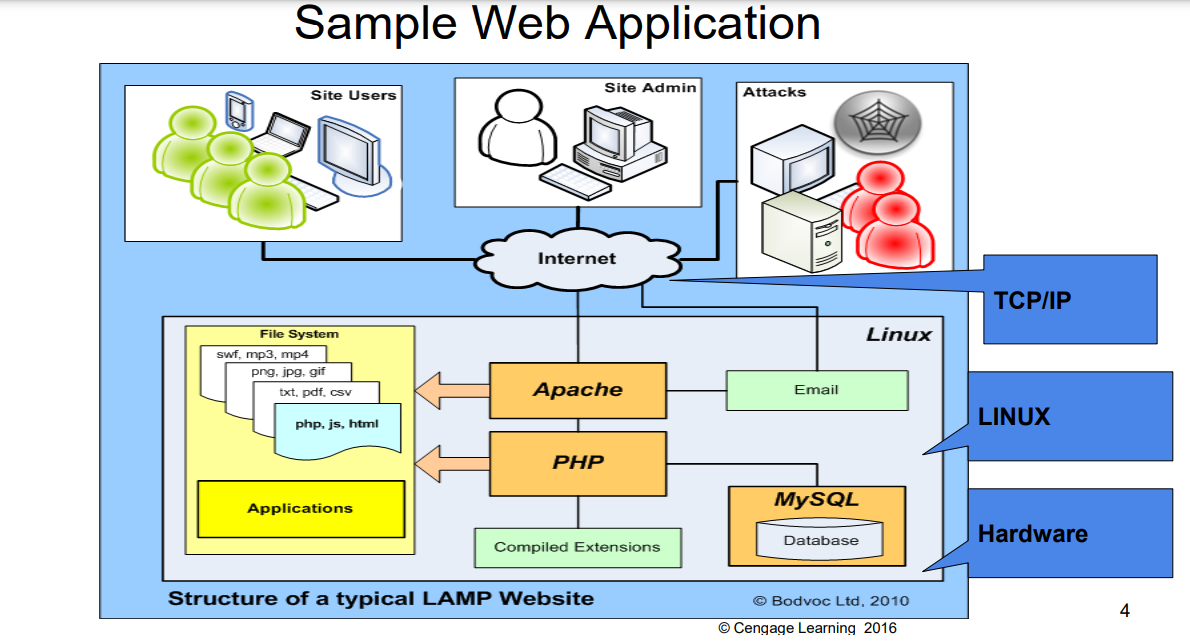 Sample Web Application
Site Users
Site Admin
Attacks
Internet
TCP/IP
Linux
File System
swf, mp3, mp4
png, jpg, gif
txt, pdf, csv
php, js, html
Apache
Email
LINUX
PHP
Applications
MySQL
Database
Compiled Extensions
Hardware
Structure of a typical LAMP Website
© Bodvoc Ltd, 2010
4
© Cengage Learning 2016